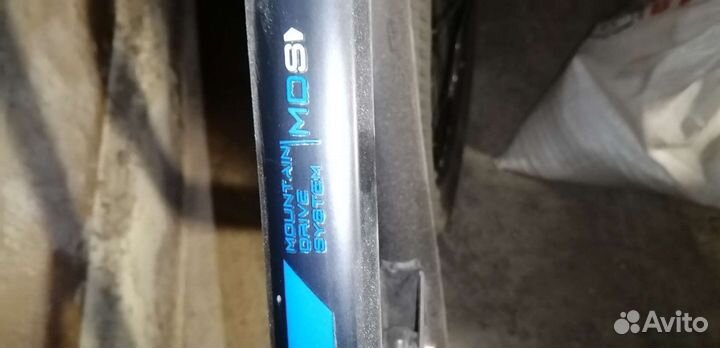 MDS
MOUNTAIN
DRIVE
SYSTEM
Avito